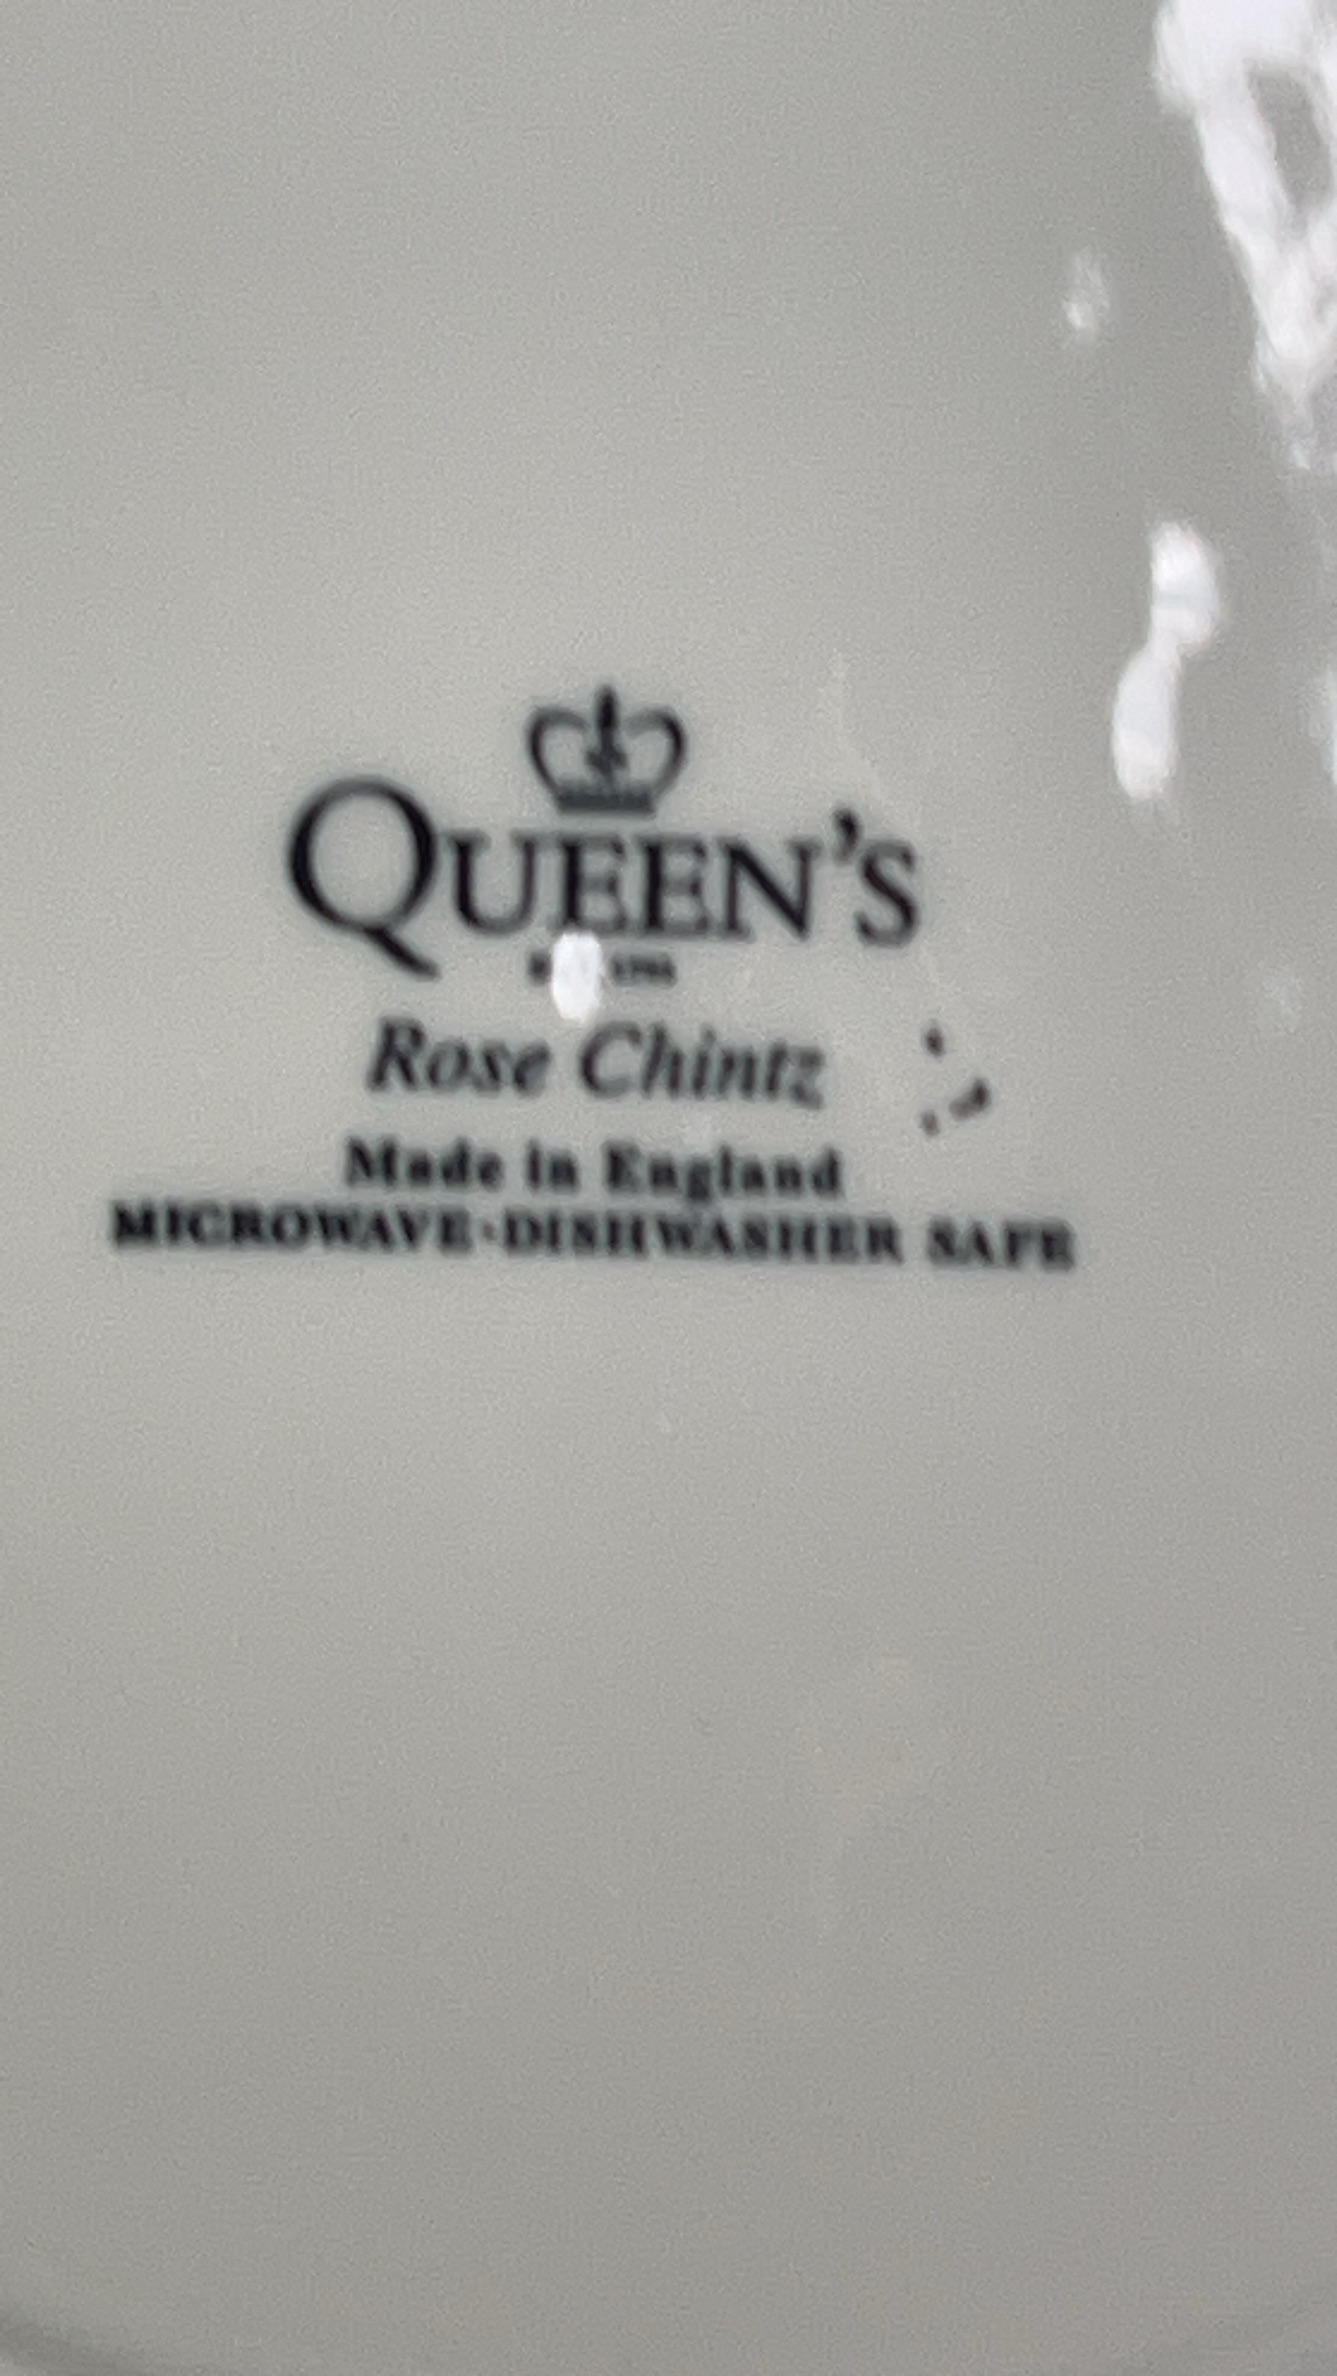 QUEEN'S
Rose Chintz
Made in England
MICROWAVE·DISHWASHER SAFE